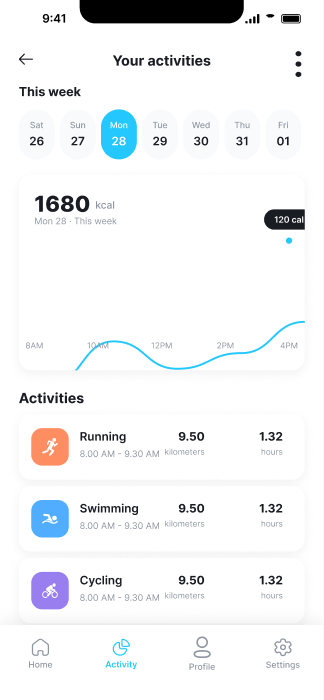 9:41
Your activities
This week
Sat Sun Mon Tue Wed Thu Fri
26 27 28 29 30 31 01
1680 kcal
Mon 28 · This week
120 cal
8AM 10AM 12PM 2PM 4PM
Activities
Running 9.50 1.32
8.00 AM - 9.30 AM kilometers hours
Swimming 9.50 1.32
8.00 AM - 9.30 AM kilometers hours
Cycling 9.50 1.32
8.00 AM - 9.30 AM kilometers hours
Home Activity Profile Settings